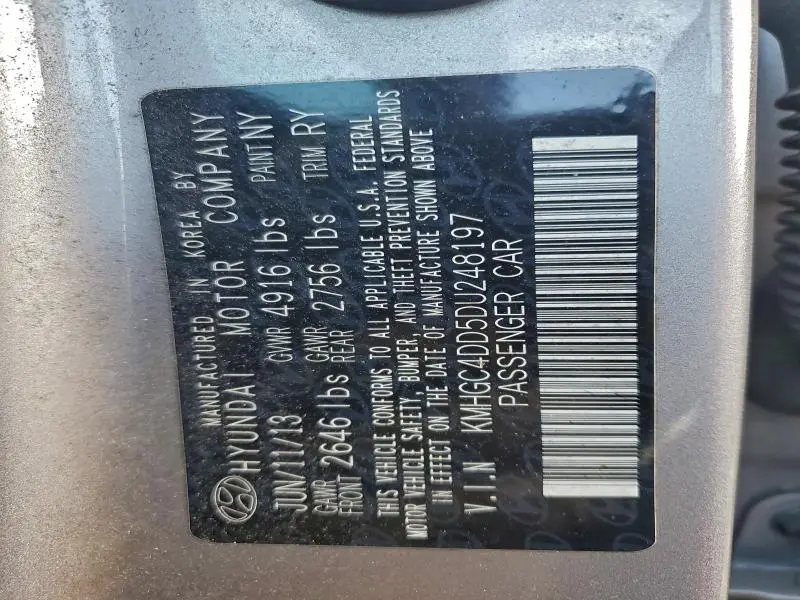 MANUFACTURED IN KOREA BY
HYUNDAI MOTOR COMPANY
JUN/11/13 GVWR 4916 lbs PAINT NY
GAWR FRONT 2646 lbs GAWR REAR 2756 lbs TRIM RY
THIS VEHICLE CONFORMS TO ALL APPLICABLE U.S.A. FEDERAL
MOTOR VEHICLE SAFETY, BUMPER, AND THEFT PREVENTION STANDARDS
IN EFFECT ON THE DATE OF MANUFACTURE SHOWN ABOVE
V.I.N KMHGC4DD5DU248197
PASSENGER CAR